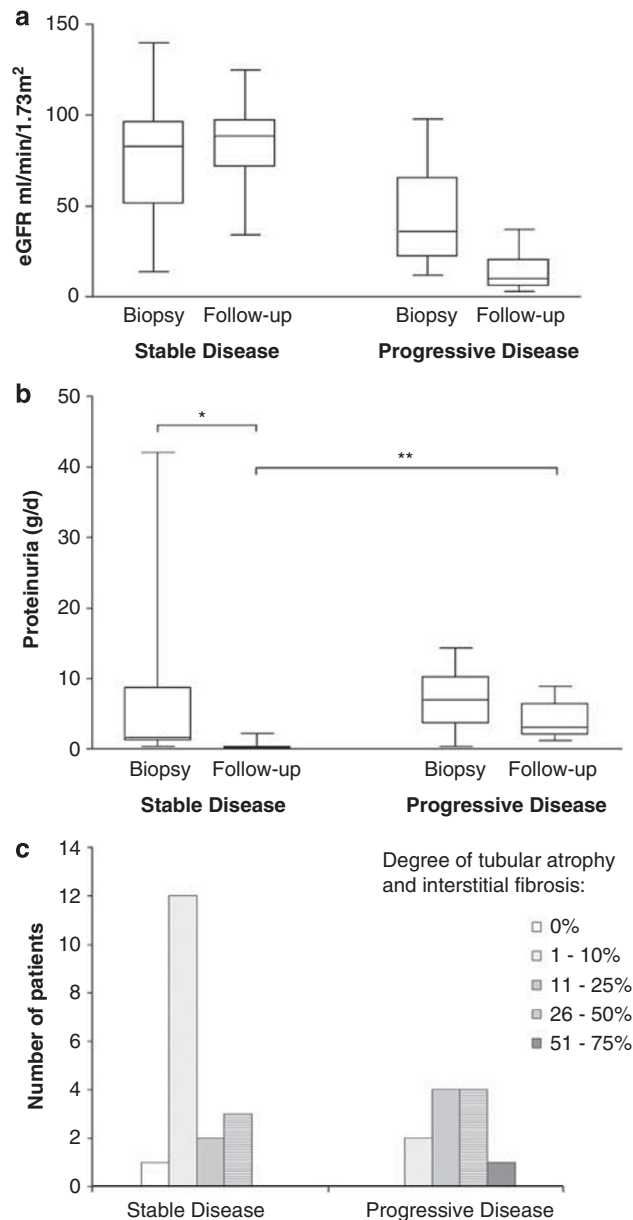 a
150
100
50
0
eGFR ml/min/1.73m²
Biopsy Follow-up Biopsy Follow-up
Stable Disease Progressive Disease
b
50
40
30
20
10
0
Proteinuria (g/d)
*
**
Biopsy Follow-up Biopsy Follow-up
Stable Disease Progressive Disease
c
14
12
10
8
6
4
2
0
Number of patients
Degree of tubular atrophy
and interstitial fibrosis:
0%
1 - 10%
11 - 25%
26 - 50%
51 - 75%
Stable Disease Progressive Disease